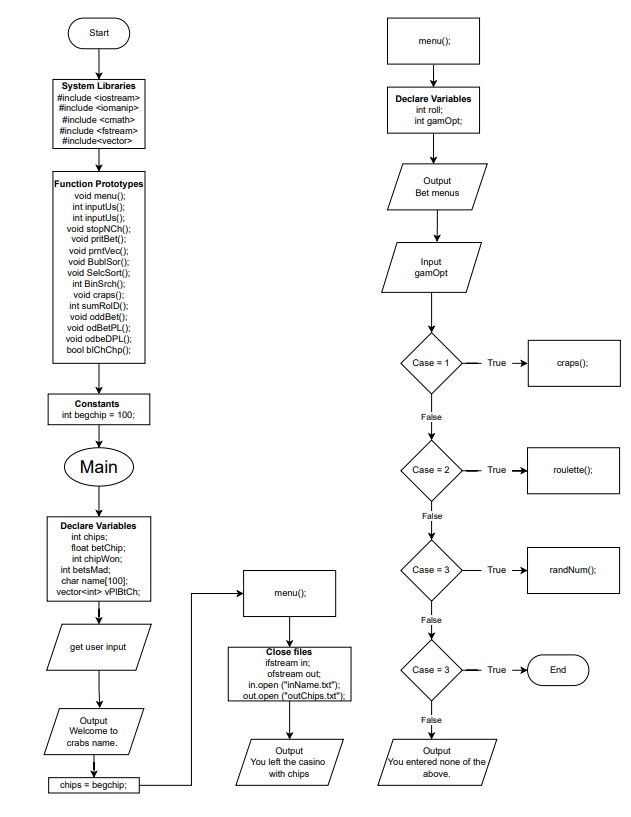 Start
System Libraries
#include <iostream>
#include <iomanip>
#include <cmath>
#include <fstream>
#include<vector>
Function Prototypes
void menu();
int inputUs();
int inputUs();
void stopNCh();
void pritBet();
void prntVec();
void BublSor();
void SelcSort();
int BinSrch();
void craps();
int sumRolD();
void oddBet();
void odBetPL();
void odbeDPL();
bool blChChp();
Constants
int begchip = 100;
Main
Declare Variables
int chips;
float betChip;
int chipWon;
int betsMad;
char name[100];
vector<int> vPlBtCh;
get user input
Output
Welcome to
crabs name.
chips = begchip;
menu();
Close files
ifstream in;
ofstream out;
in.open ("inName.txt");
out.open ("outChips.txt");
Output
You left the casino
with chips
menu();
Declare Variables
int roll;
int gamOpt;
Output
Bet menus
Input
gamOpt
Case = 1
True
craps();
False
Case = 2
True
roulette();
False
Case = 3
True
randNum();
False
Case = 3
True
End
False
Output
You entered none of the
above.